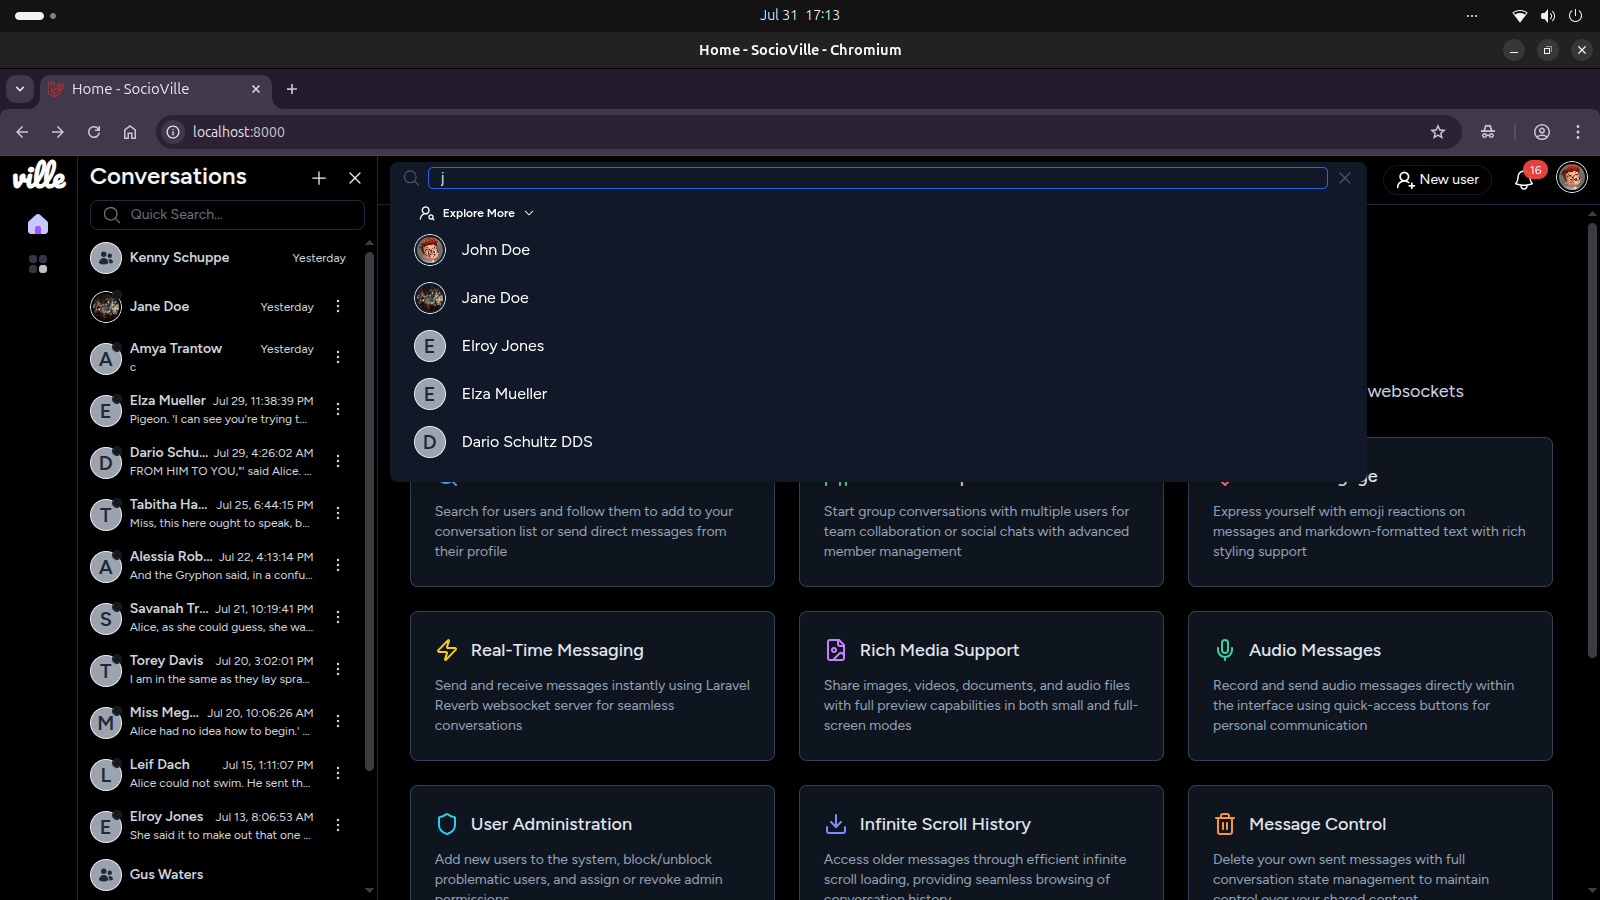 Jul 31 17:13
Home - SocioVille - Chromium
Home - SocioVille
localhost:8000
ville
Conversations
Quick Search...
Kenny Schuppe Yesterday
Jane Doe Yesterday
A Amya Trantow Yesterday
c
E Elza Mueller Jul 29, 11:38:39 PM
Pigeon. 'I can see you're trying t...
D Dario Schu... Jul 29, 4:26:02 AM
FROM HIM TO YOU,"' said Alice. ...
T Tabitha Ha... Jul 25, 6:44:15 PM
Miss, this here ought to speak, b...
A Alessia Rob... Jul 22, 4:13:14 PM
And the Gryphon said, in a confu...
S Savanah Tr... Jul 21, 10:19:41 PM
Alice, as she could guess, she wa...
T Torey Davis Jul 20, 3:02:01 PM
I am in the same as they lay spra...
M Miss Meg... Jul 20, 10:06:26 AM
Alice had no idea how to begin.' ...
L Leif Dach Jul 15, 1:11:07 PM
Alice could not swim. He sent th...
E Elroy Jones Jul 13, 8:06:53 AM
She said it to make out that one ...
Gus Waters
j
New user
16
Explore More
John Doe
Jane Doe
E Elroy Jones
E Elza Mueller
D Dario Schultz DDS
websockets
Search for users and follow them to add to your
conversation list or send direct messages from
their profile
Start group conversations with multiple users for
team collaboration or social chats with advanced
member management
Express yourself with emoji reactions on
messages and markdown-formatted text with rich
styling support
Real-Time Messaging
Send and receive messages instantly using Laravel
Reverb websocket server for seamless
conversations
Rich Media Support
Share images, videos, documents, and audio files
with full preview capabilities in both small and full-
screen modes
Audio Messages
Record and send audio messages directly within
the interface using quick-access buttons for
personal communication
User Administration
Add new users to the system, block/unblock
problematic users, and assign or revoke admin
permissions
Infinite Scroll History
Access older messages through efficient infinite
scroll loading, providing seamless browsing of
conversation history
Message Control
Delete your own sent messages with full
conversation state management to maintain
control over your shared content